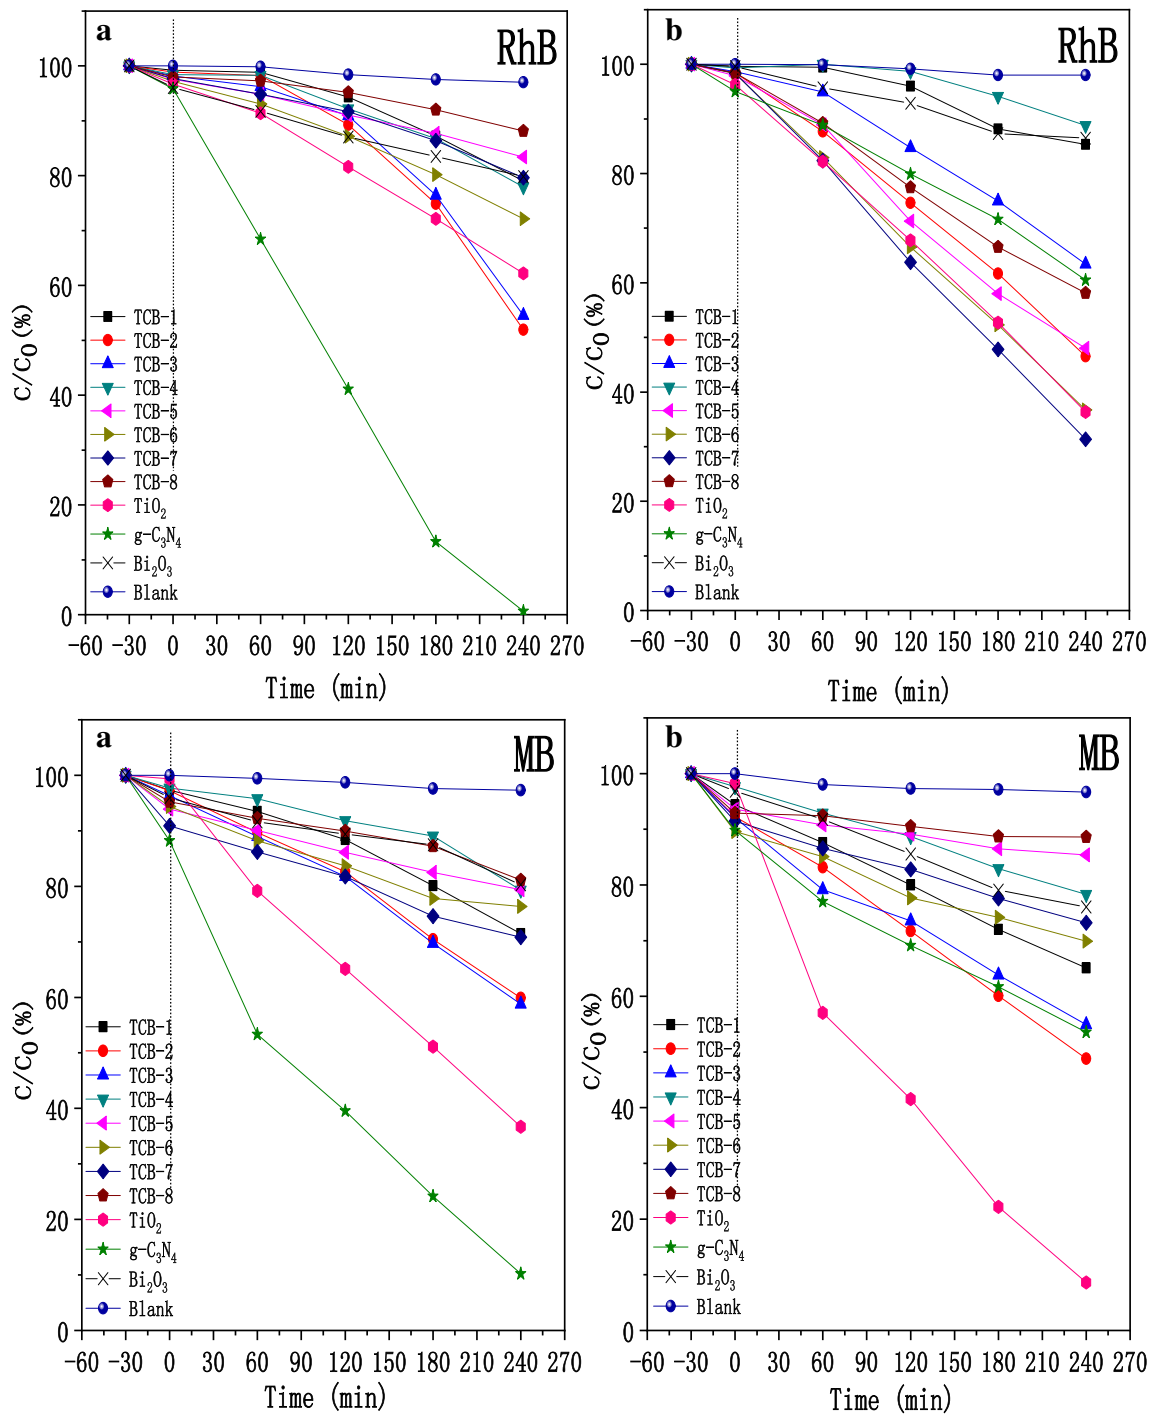 a
RhB
100
80
60
40
20
0
C/C0(%)
TCB-1
TCB-2
TCB-3
TCB-4
TCB-5
TCB-6
TCB-7
TCB-8
TiO2
g-C3N4
Bi2O3
Blank
-60 -30 0 30 60 90 120 150 180 210 240 270
Time (min)
b
RhB
100
80
60
40
20
0
C/C0(%)
TCB-1
TCB-2
TCB-3
TCB-4
TCB-5
TCB-6
TCB-7
TCB-8
TiO2
g-C3N4
Bi2O3
Blank
-60 -30 0 30 60 90 120 150 180 210 240 270
Time (min)
a
MB
100
80
60
40
20
0
C/C0(%)
TCB-1
TCB-2
TCB-3
TCB-4
TCB-5
TCB-6
TCB-7
TCB-8
TiO2
g-C3N4
Bi2O3
Blank
-60 -30 0 30 60 90 120 150 180 210 240 270
Time (min)
b
MB
100
80
60
40
20
0
C/C0(%)
TCB-1
TCB-2
TCB-3
TCB-4
TCB-5
TCB-6
TCB-7
TCB-8
TiO2
g-C3N4
Bi2O3
Blank
-60 -30 0 30 60 90 120 150 180 210 240 270
Time (min)